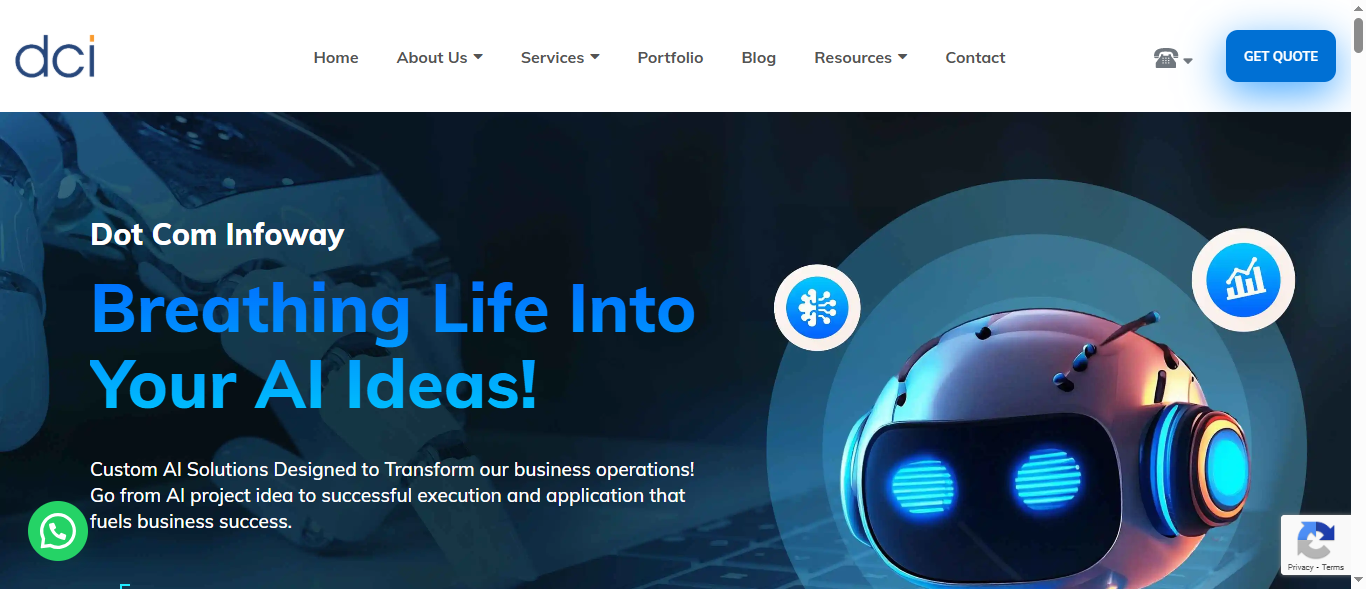 dci
Home About Us Services Portfolio Blog Resources Contact
GET QUOTE
Dot Com Infoway
Breathing Life Into
Your AI Ideas!
Custom AI Solutions Designed to Transform our business operations!
Go from AI project idea to successful execution and application that
fuels business success.
Privacy - Terms